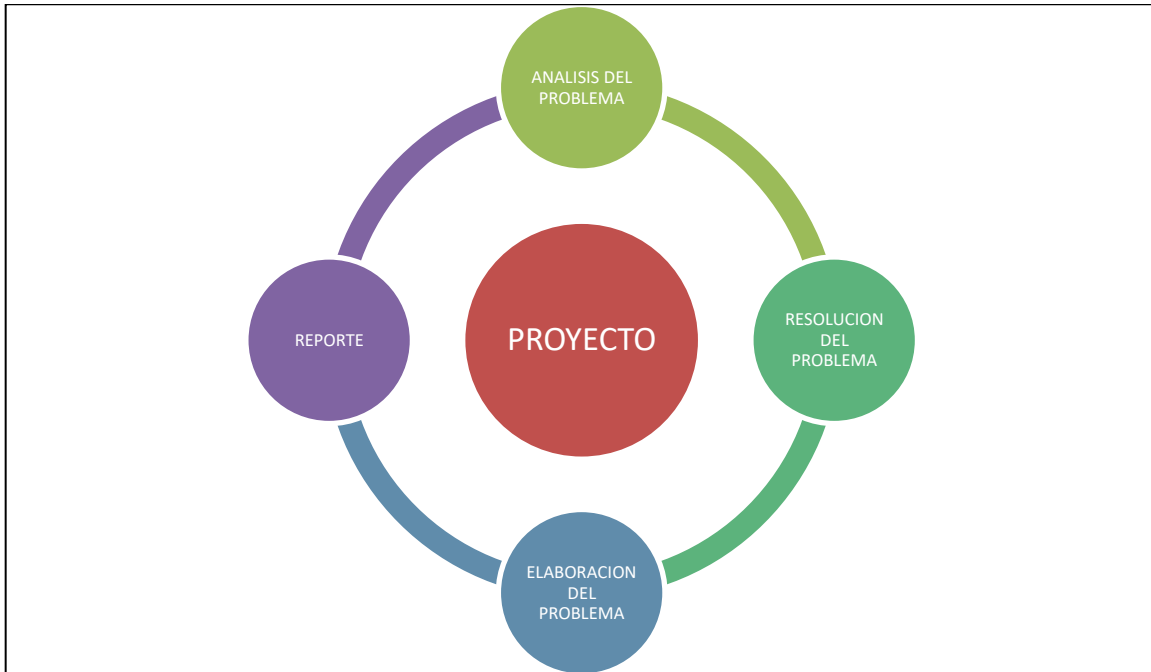 ANALISIS DEL
PROBLEMA
RESOLUCION
DEL
PROBLEMA
PROYECTO
REPORTE
ELABORACION
DEL
PROBLEMA